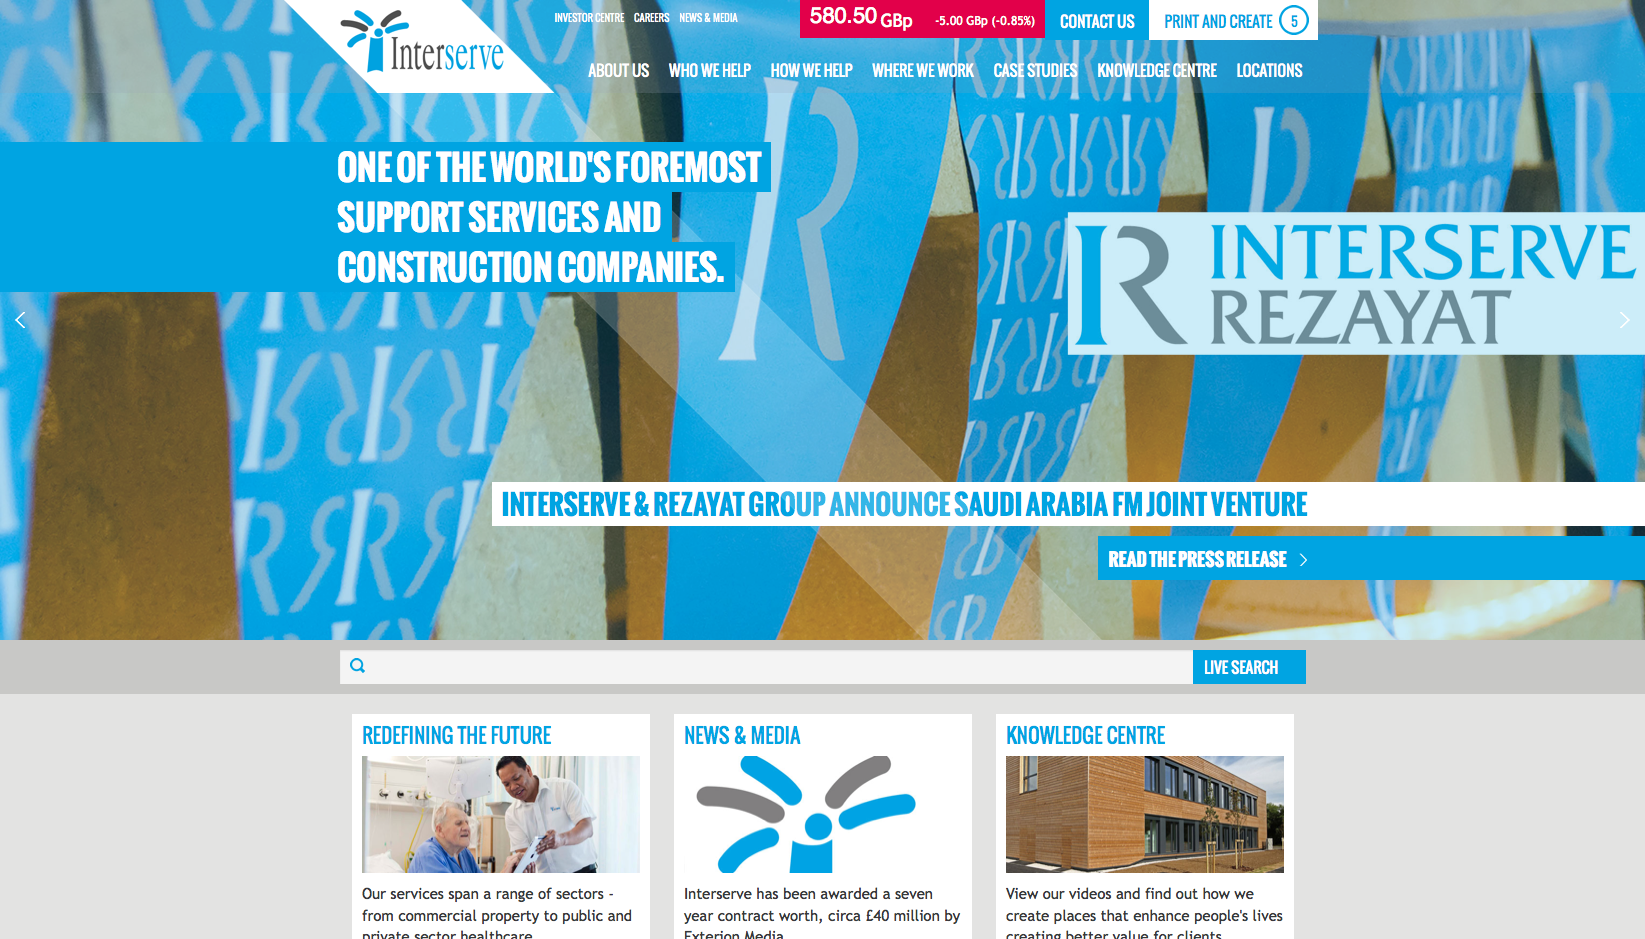 INVESTOR CENTRE CAREERS NEWS & MEDIA
580.50 GBp -5.00 GBp (-0.85%)
CONTACT US
PRINT AND CREATE 5
Interserve
ABOUT US WHO WE HELP HOW WE HELP WHERE WE WORK CASE STUDIES KNOWLEDGE CENTRE LOCATIONS
ONE OF THE WORLD'S FOREMOST
SUPPORT SERVICES AND
CONSTRUCTION COMPANIES.
IR INTERSERVE
REZAYAT
INTERSERVE & REZAYAT GROUP ANNOUNCE SAUDI ARABIA FM JOINT VENTURE
READ THE PRESS RELEASE
LIVE SEARCH
REDEFINING THE FUTURE
Our services span a range of sectors -
from commercial property to public and
private sector healthcare
NEWS & MEDIA
Interserve has been awarded a seven
year contract worth, circa £40 million by
Exterion Media
KNOWLEDGE CENTRE
View our videos and find out how we
create places that enhance people's lives
creating better value for clients